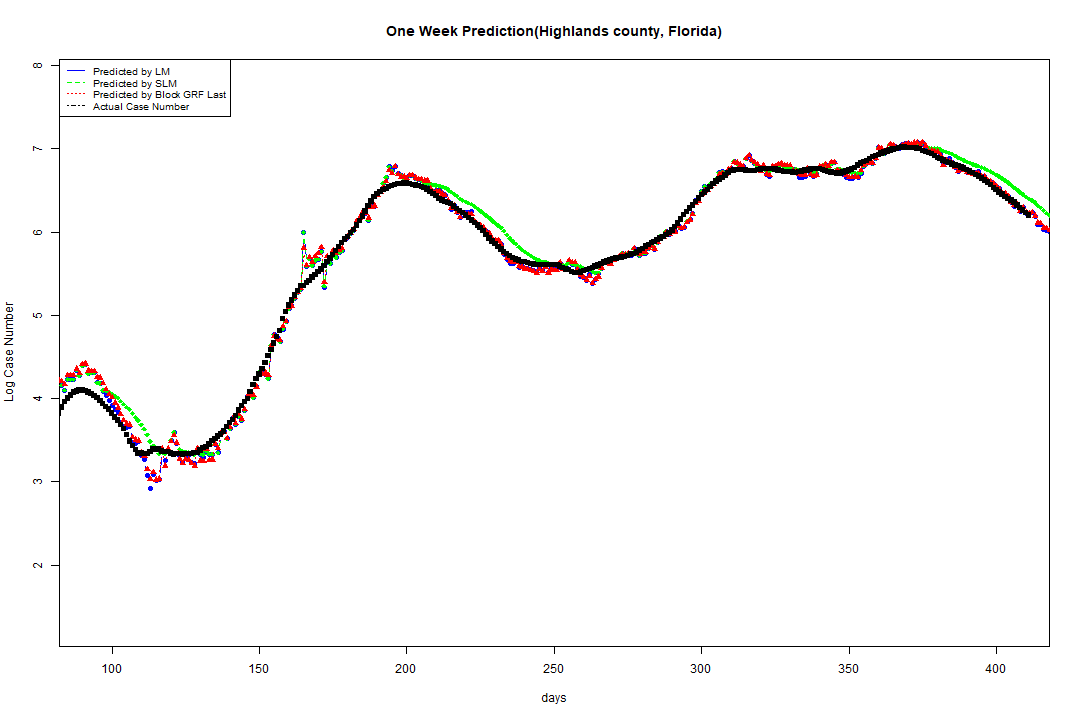 One Week Prediction(Highlands county, Florida)
Predicted by LM
Predicted by SLM
Predicted by Block GRF Last
Actual Case Number
8
7
6
5
4
3
2
Log Case Number
100 150 200 250 300 350 400
days